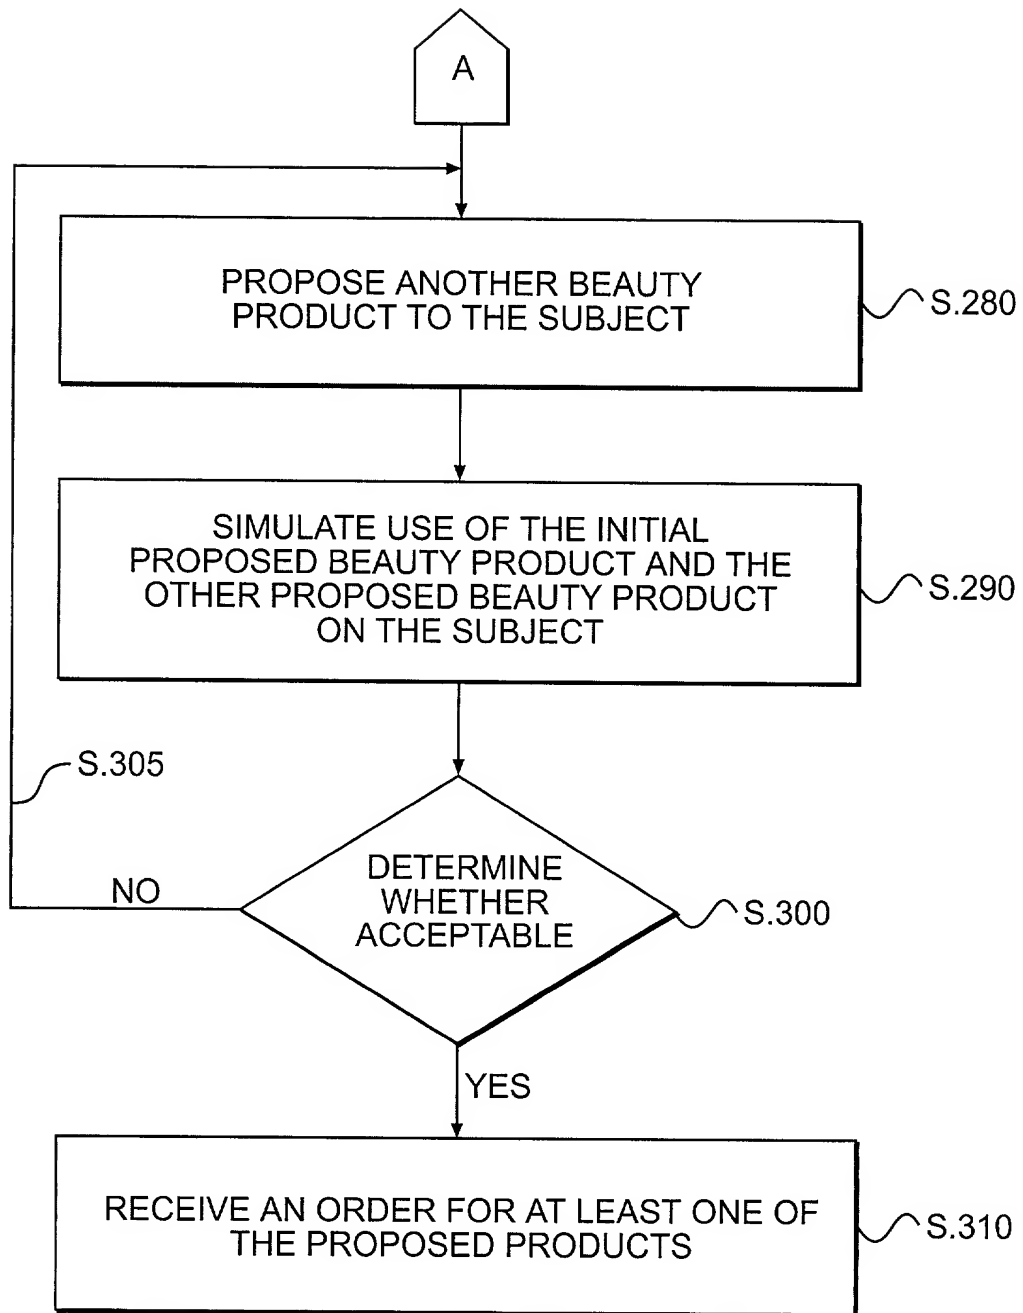 A
PROPOSE ANOTHER BEAUTY
PRODUCT TO THE SUBJECT
S.280
SIMULATE USE OF THE INITIAL
PROPOSED BEAUTY PRODUCT AND THE
OTHER PROPOSED BEAUTY PRODUCT
ON THE SUBJECT
S.290
S.305
DETERMINE
WHETHER
ACCEPTABLE
NO
S.300
YES
RECEIVE AN ORDER FOR AT LEAST ONE OF
THE PROPOSED PRODUCTS
S.310